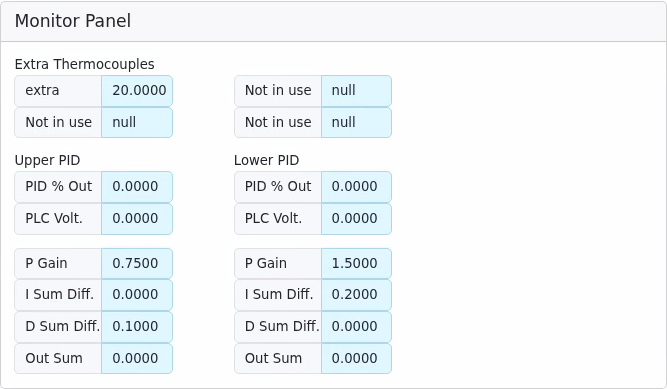 Monitor Panel
Extra Thermocouples
extra 20.0000 Not in use null
Not in use null Not in use null
Upper PID Lower PID
PID % Out 0.0000 PID % Out 0.0000
PLC Volt. 0.0000 PLC Volt. 0.0000
P Gain 0.7500 P Gain 1.5000
I Sum Diff. 0.0000 I Sum Diff. 0.2000
D Sum Diff. 0.1000 D Sum Diff. 0.0000
Out Sum 0.0000 Out Sum 0.0000